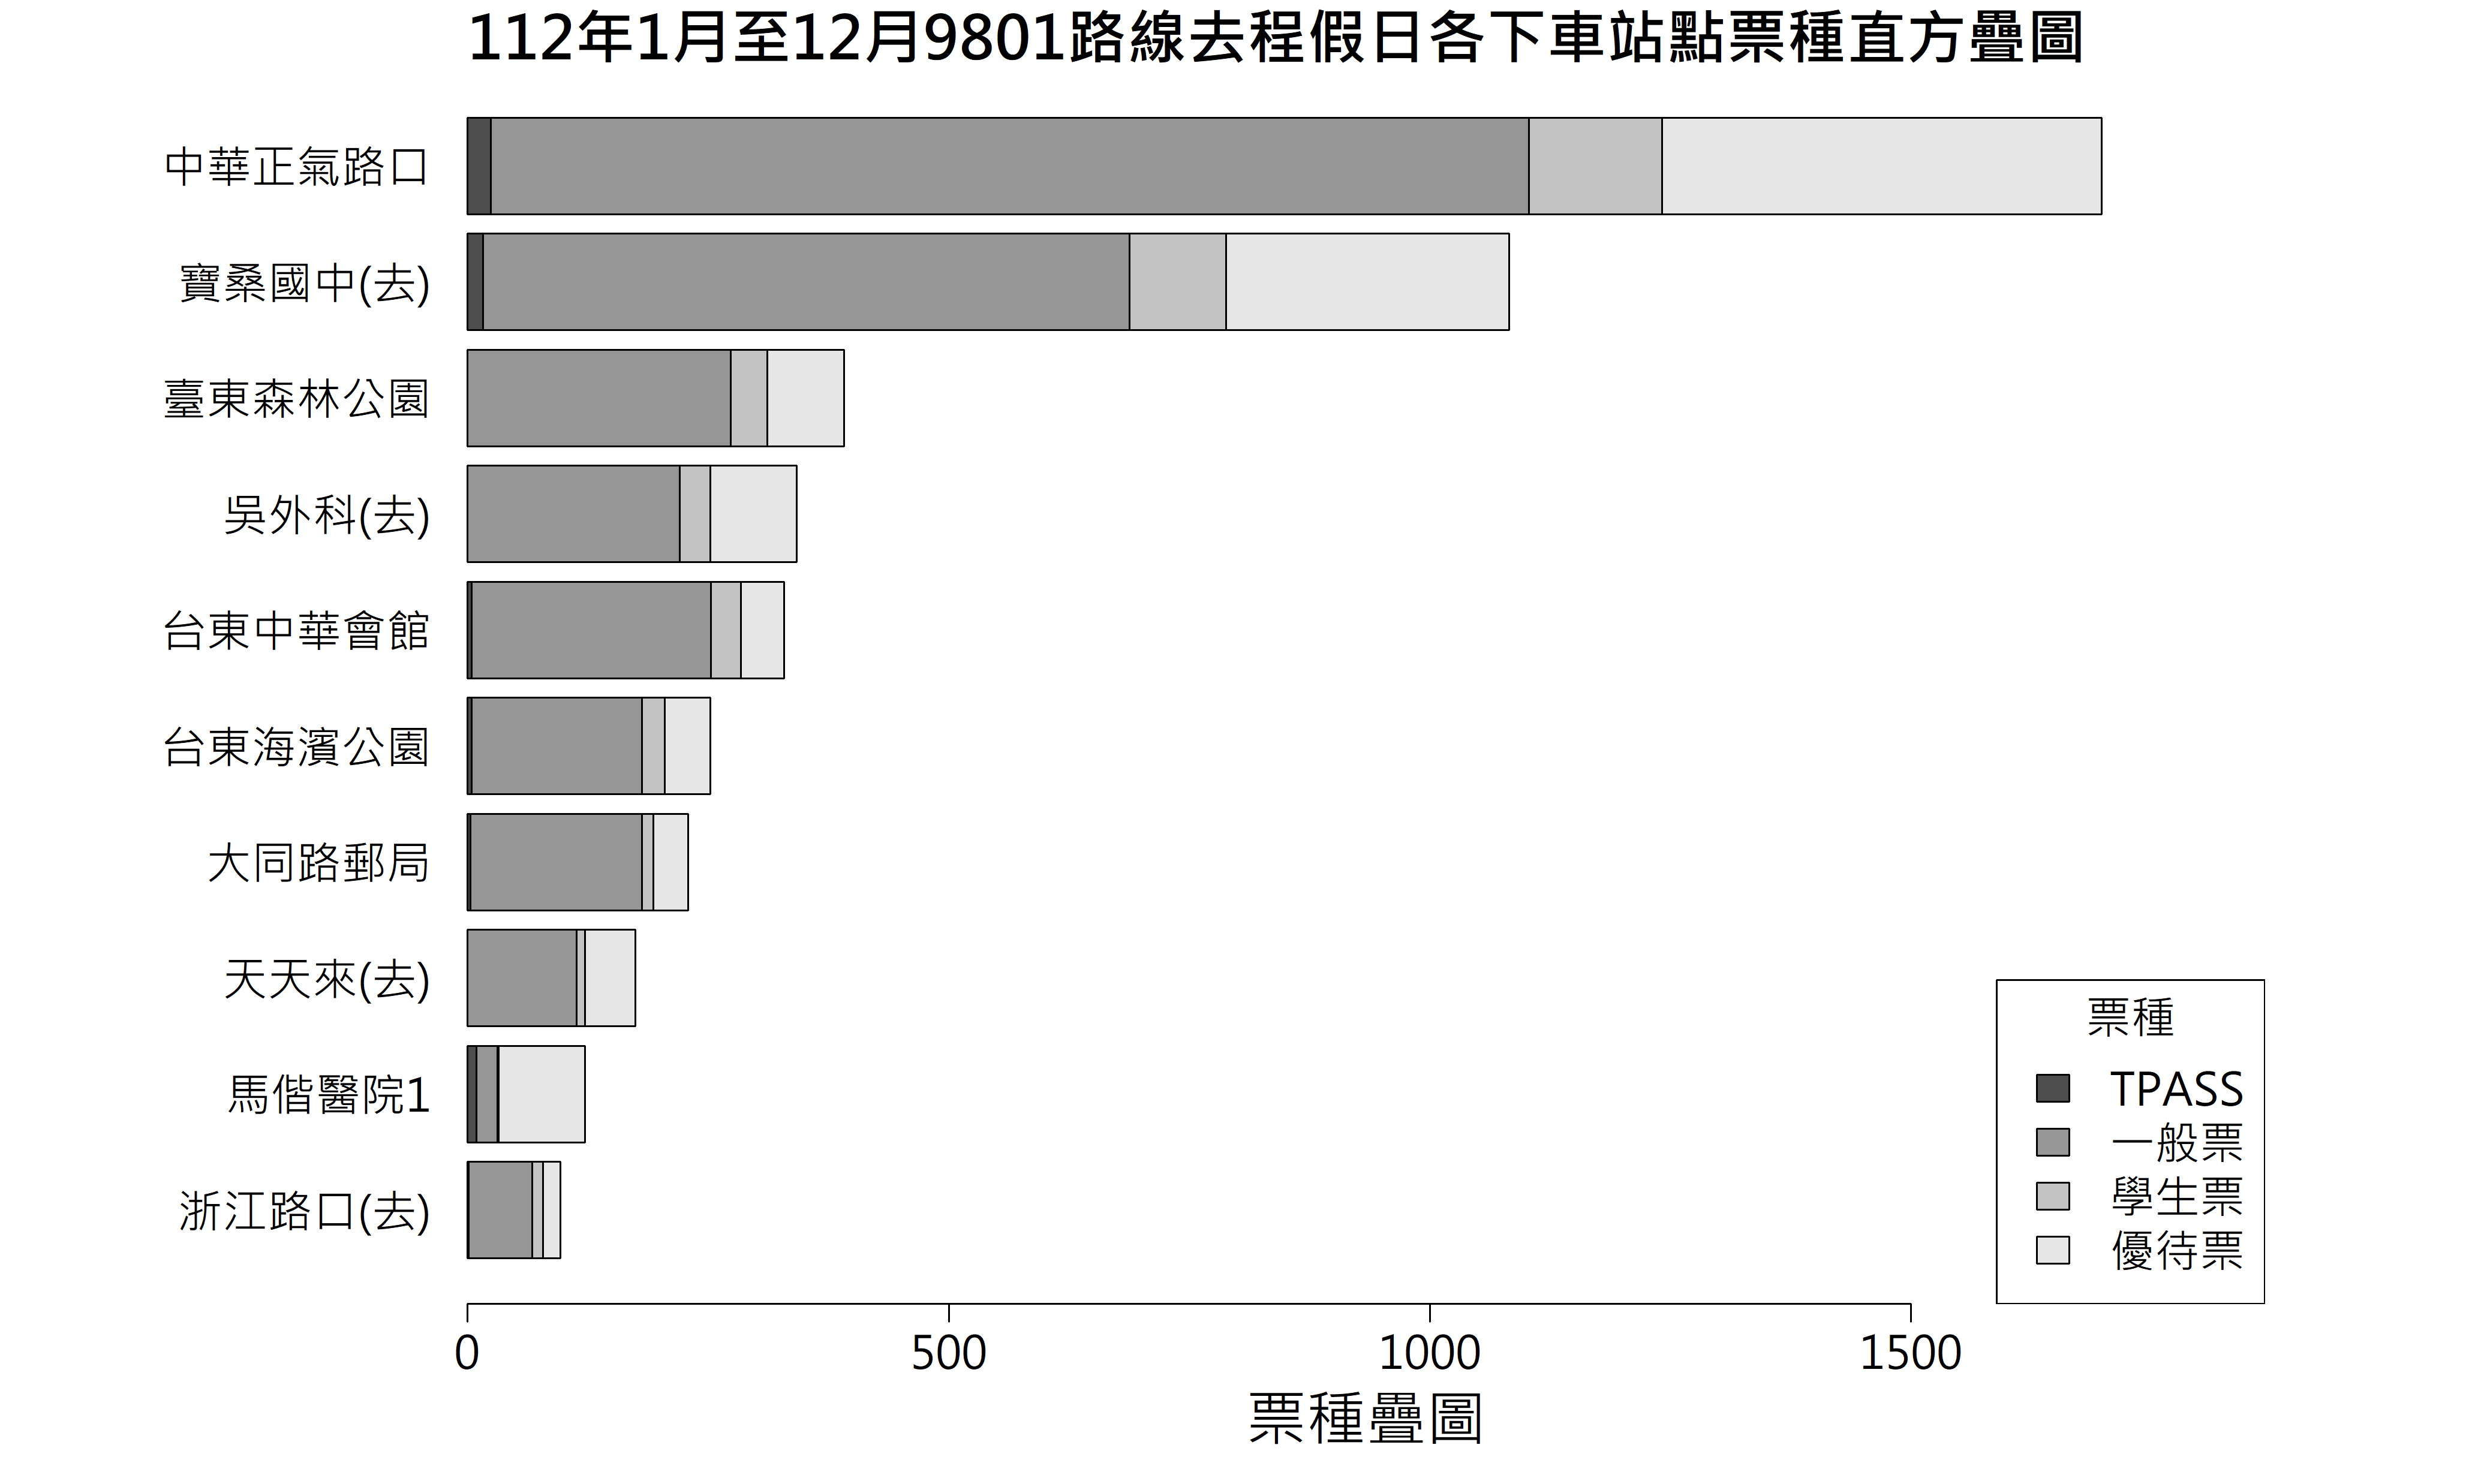 112年1月至12月9801路線去程假日各下車站點票種直方疊圖
中華正氣路口
寶桑國中(去)
臺東森林公園
吳外科(去)
台東中華會館
台東海濱公園
大同路郵局
天天來(去)
馬偕醫院1
浙江路口(去)
票種
TPASS
一般票
學生票
優待票
0 500 1000 1500
票種疊圖